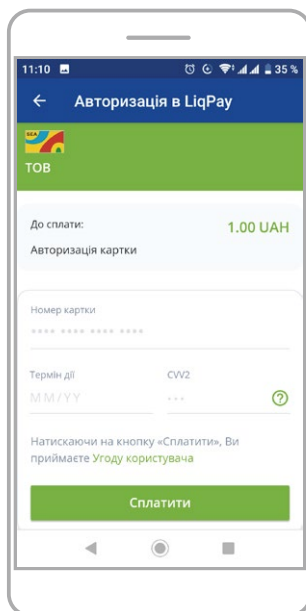 11:10
35 %
Авторизація в LiqPay
ТОВ
До сплати:
1.00 UAH
Авторизація картки
Номер картки
**** **** **** ****
Термін дії
CVV2
MM/YY
***
?
Натискаючи на кнопку «Сплатити», Ви
приймаєте Угоду користувача
Сплатити